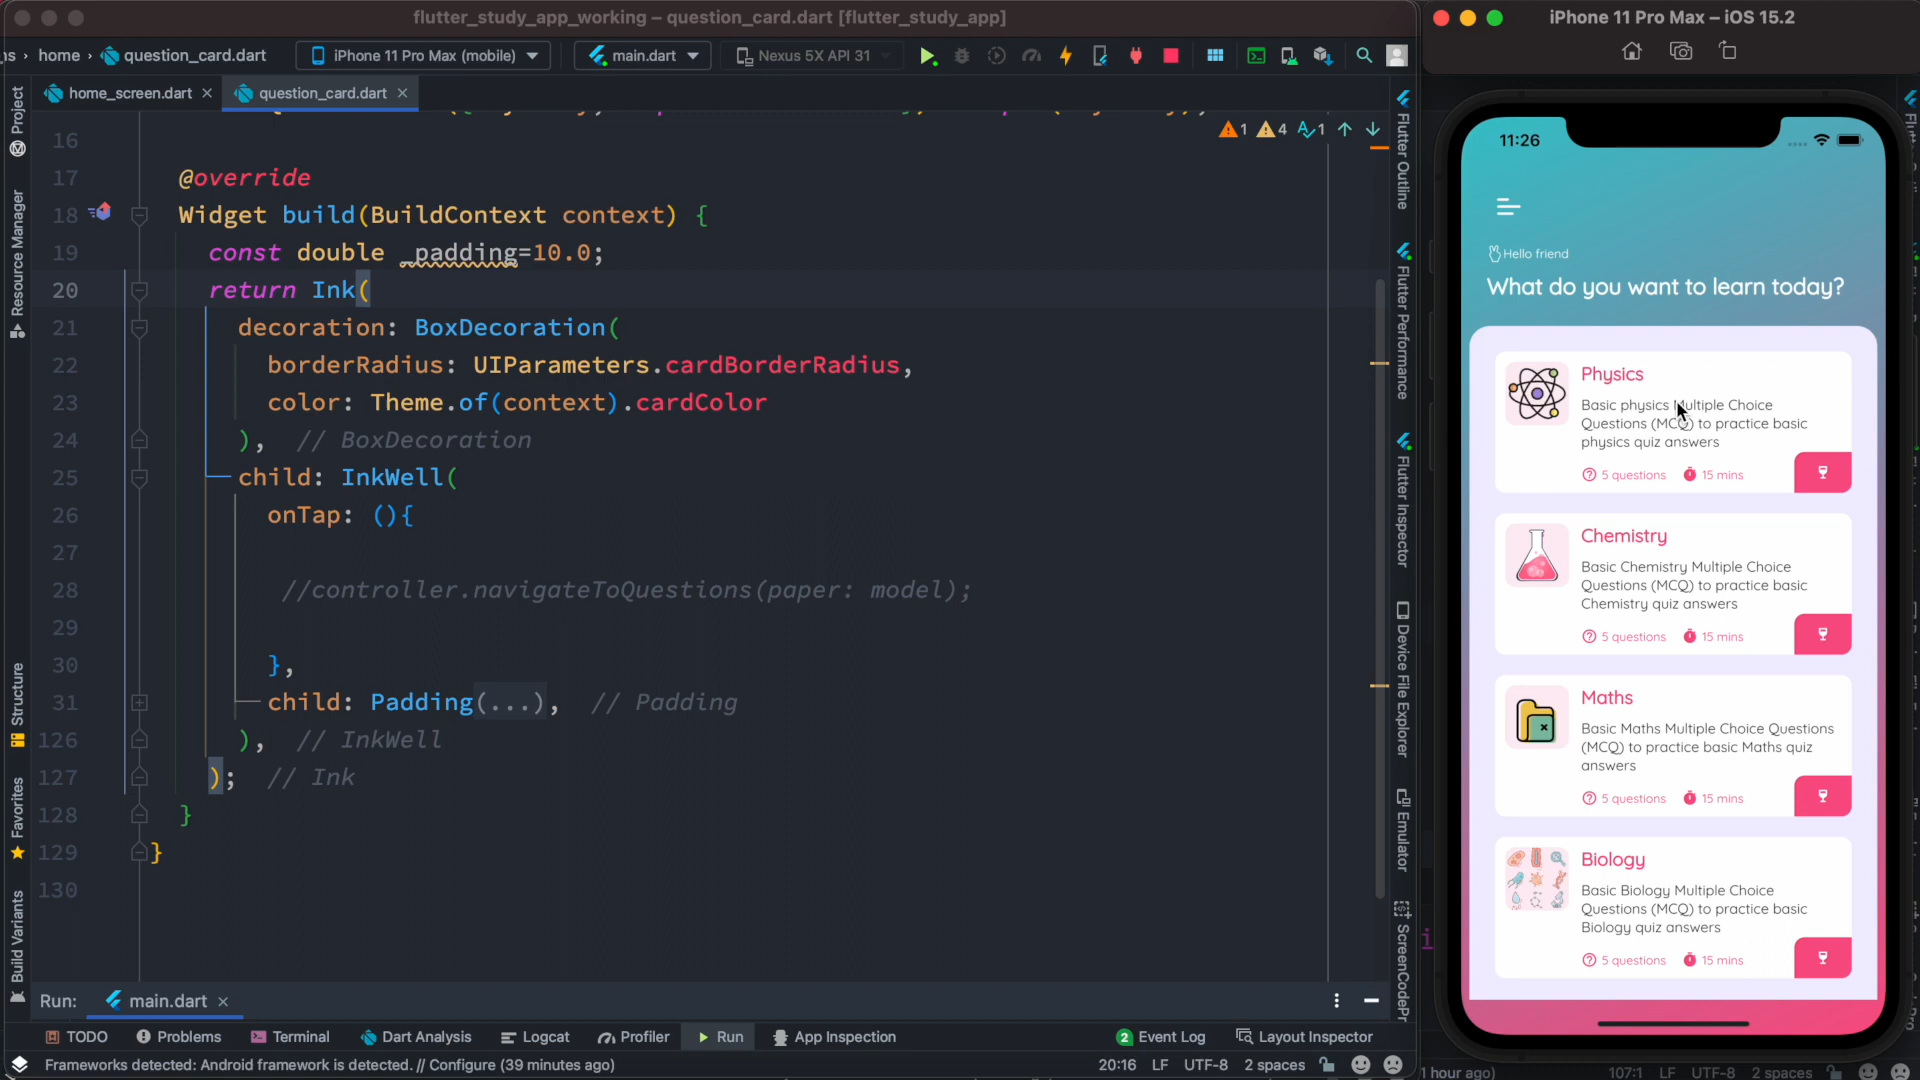 flutter_study_app_working – question_card.dart [flutter_study_app]
home › question_card.dart
iPhone 11 Pro Max (mobile)
main.dart
Nexus 5X API 31
home_screen.dart
question_card.dart
1 4 1
16
17 @override
18 Widget build(BuildContext context) {
19 const double _padding=10.0;
20 return Ink(
21 decoration: BoxDecoration(
22 borderRadius: UIParameters.cardBorderRadius,
23 color: Theme.of(context).cardColor
24 ), // BoxDecoration
25 child: InkWell(
26 onTap: (){
27
28 //controller.navigateToQuestions(paper: model);
29
30 },
31 child: Padding(...), // Padding
126 ), // InkWell
127 ); // Ink
128 }
129 }
130
Project
Resource Manager
Structure
Favorites
Build Variants
Flutter Outline
Flutter Performance
Flutter Inspector
Device File Explorer
Emulator
ScreenCodePr
Run: main.dart
TODO
Problems
Terminal
Dart Analysis
Logcat
Profiler
Run
App Inspection
2 Event Log
Layout Inspector
Frameworks detected: Android framework is detected. // Configure (39 minutes ago)
20:16 LF UTF-8 2 spaces
iPhone 11 Pro Max – iOS 15.2
11:26
Hello friend
What do you want to learn today?
Physics
Basic physics Multiple Choice
Questions (MCQ) to practice basic
physics quiz answers
5 questions 15 mins
Chemistry
Basic Chemistry Multiple Choice
Questions (MCQ) to practice basic
Chemistry quiz answers
5 questions 15 mins
Maths
Basic Maths Multiple Choice Questions
(MCQ) to practice basic Maths quiz
answers
5 questions 15 mins
Biology
Basic Biology Multiple Choice
Questions (MCQ) to practice basic
Biology quiz answers
5 questions 15 mins
1 hour ago) 107:1 LF UTF-8 2 spaces